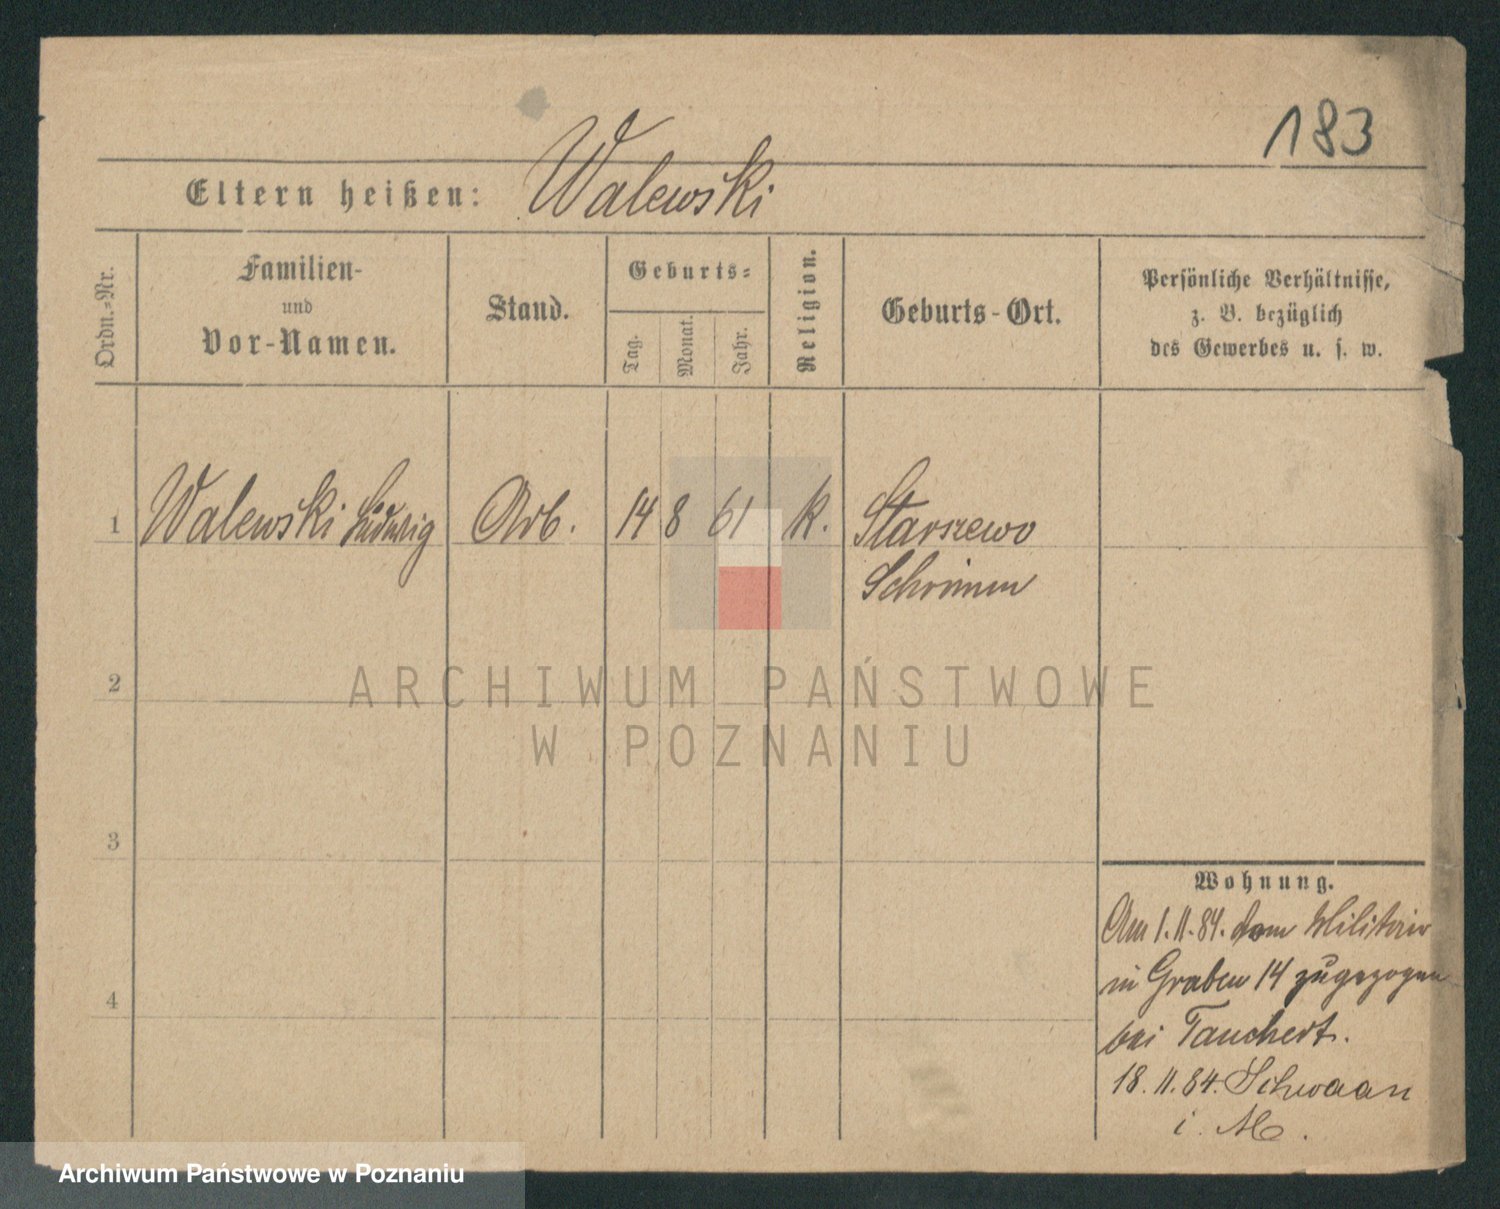 183
Eltern heißen: Walewski
Ordn.-Nr.
Familien-
und
Vor-Namen.
Stand.
Geburts-
Tag.
Monat.
Jahr.
Religion.
Geburts-Ort.
Persönliche Verhältnisse,
z. B. bezüglich
des Gewerbes u. s. w.
1 Walewski Ludwig Arb. 14 8 61 k. Starszewo
Schrimm
2
3
4
Wohnung.
Am 1.11.84. vom Militair
in Graben 14 zugezogen
bei Tauchert.
18.11.84. Schwaan
i. M.
ARCHIWUM PAŃSTWOWE
W POZNANIU
Archiwum Państwowe w Poznaniu